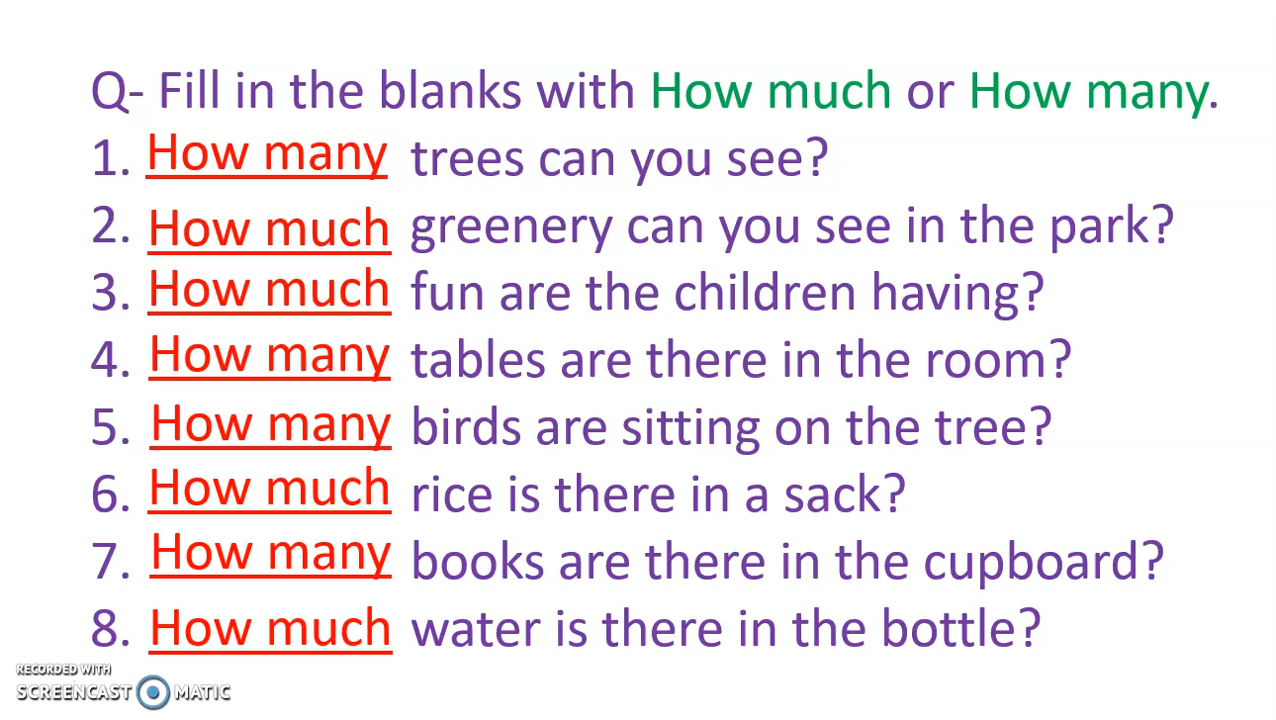 Q- Fill in the blanks with How much or How many.
1. How many trees can you see?
2. How much greenery can you see in the park?
3. How much fun are the children having?
4. How many tables are there in the room?
5. How many birds are sitting on the tree?
6. How much rice is there in a sack?
7. How many books are there in the cupboard?
8. How much water is there in the bottle?
RECORDED WITH
SCREENCAST MATIC